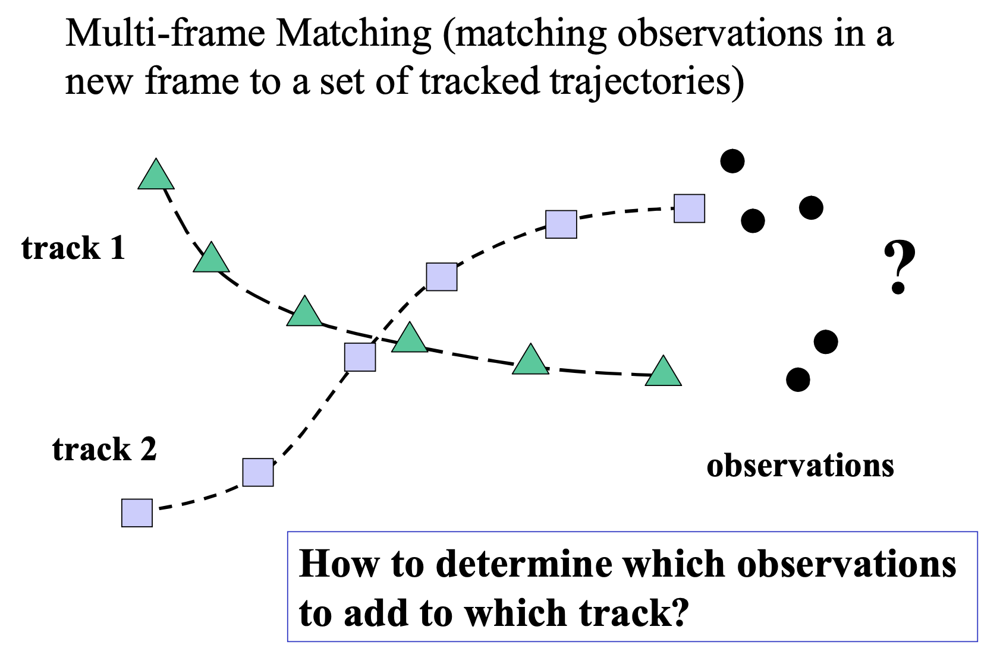 Multi-frame Matching (matching observations in a
new frame to a set of tracked trajectories)
track 1
?
track 2
observations
How to determine which observations
to add to which track?